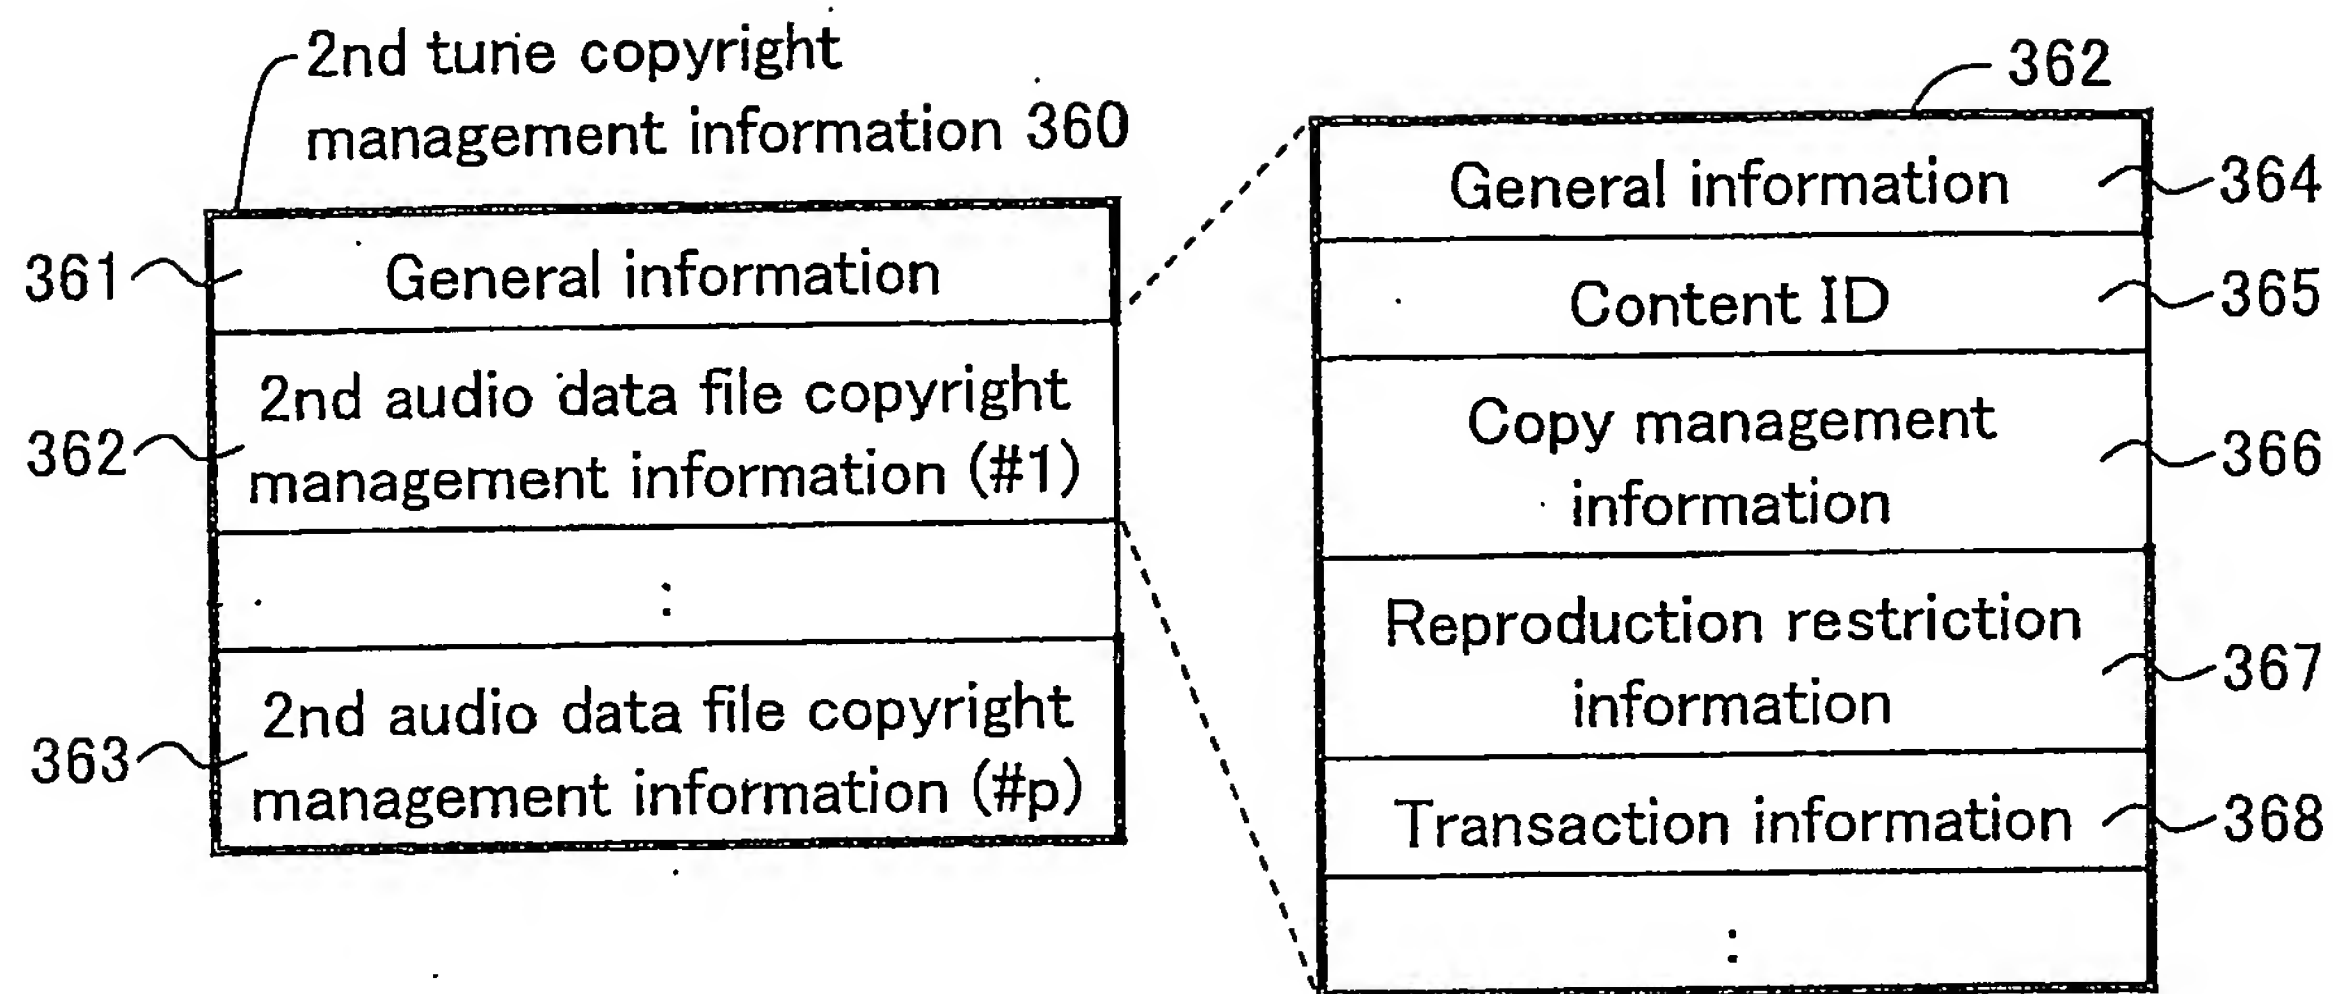 2nd tune copyright
management information 360
361
General information
362
2nd audio data file copyright
management information (#1)
:
363
2nd audio data file copyright
management information (#p)
362
General information
364
Content ID
365
Copy management
information
366
Reproduction restriction
information
367
Transaction information
368
: